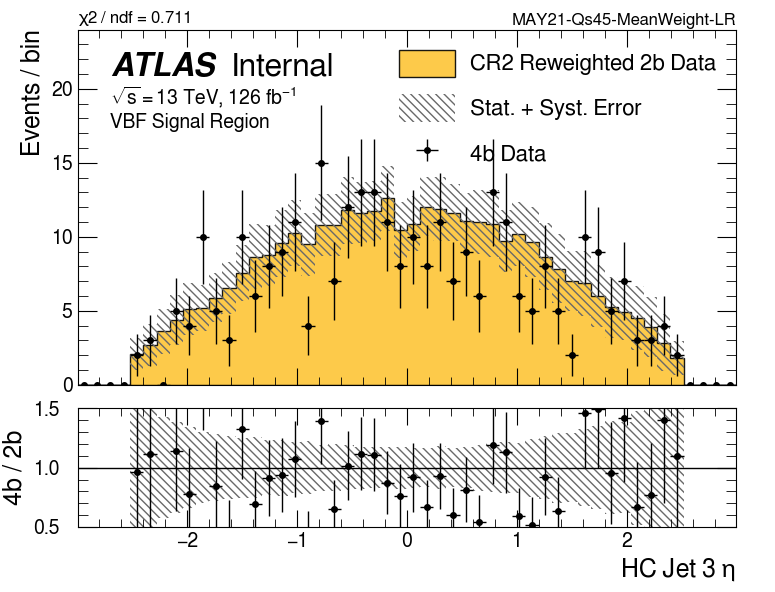 χ2 / ndf = 0.711
MAY21-Qs45-MeanWeight-LR
Events / bin
ATLAS Internal
√s = 13 TeV, 126 fb⁻¹
VBF Signal Region
CR2 Reweighted 2b Data
Stat. + Syst. Error
4b Data
20
15
10
5
0
4b / 2b
1.5
1.0
0.5
−2 −1 0 1 2
HC Jet 3 η